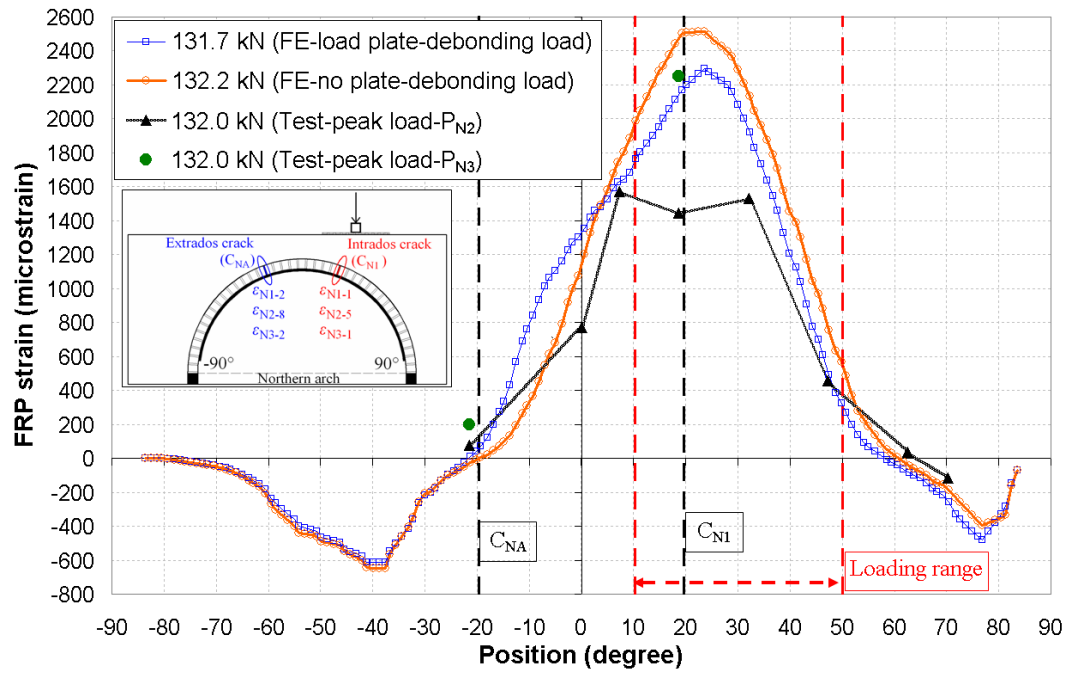 2600
2400
2200
2000
1800
1600
1400
1200
1000
800
600
400
200
0
-200
-400
-600
-800
FRP strain (microstrain)
131.7 kN (FE-load plate-debonding load)
132.2 kN (FE-no plate-debonding load)
132.0 kN (Test-peak load-PN2)
132.0 kN (Test-peak load-PN3)
Extrados crack
(CNA)
Intrados crack
(CN1)
εN1-2
εN2-8
εN3-2
εN1-1
εN2-5
εN3-1
-90°
90°
Northern arch
CNA
CN1
Loading range
-90 -80 -70 -60 -50 -40 -30 -20 -10 0 10 20 30 40 50 60 70 80 90
Position (degree)